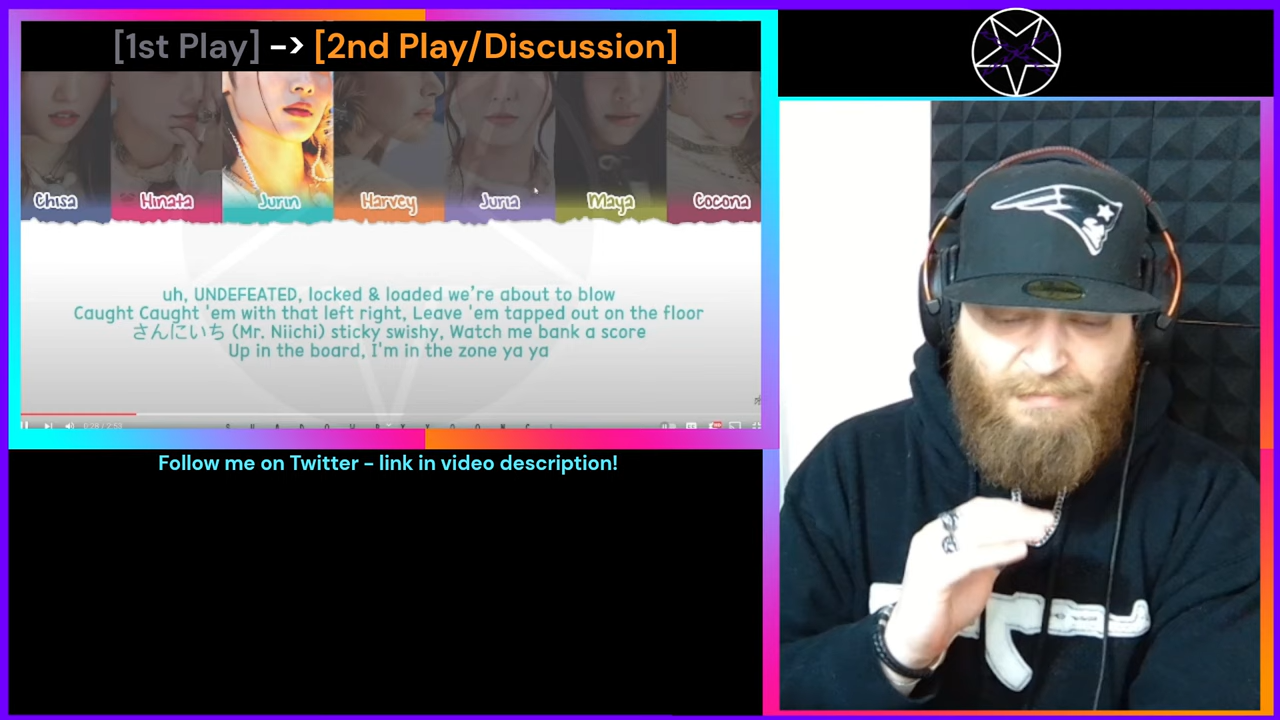 [1st Play] -> [2nd Play/Discussion]
Chisa Hinata Jurin Harvey Juria Maya Cocona
uh, UNDEFEATED, locked & loaded we're about to blow
Caught Caught 'em with that left right, Leave 'em tapped out on the floor
さんにいち (Mr. Niichi) sticky swishy, Watch me bank a score
Up in the board, I'm in the zone ya ya
Follow me on Twitter - link in video description!